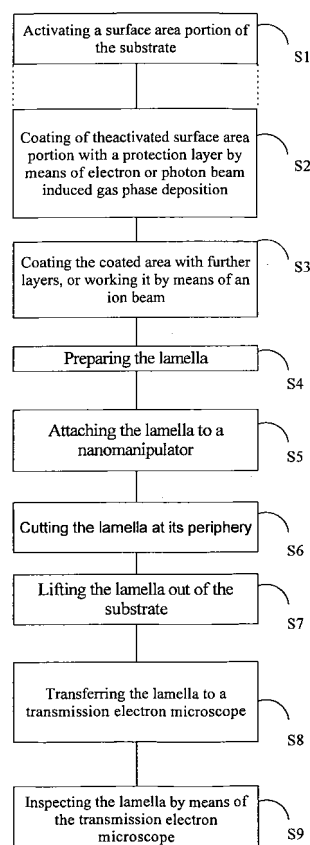 Activating a surface area portion of
the substrate
S1
Coating of theactivated surface area
portion with a protection layer by
means of electron or photon beam
induced gas phase deposition
S2
Coating the coated area with further
layers, or working it by means of an
ion beam
S3
Preparing the lamella
S4
Attaching the lamella to a
nanomanipulator
S5
Cutting the lamella at its periphery
S6
Lifting the lamella out of the
substrate
S7
Transferring the lamella to a
transmission electron microscope
S8
Inspecting the lamella by means of
the transmission electron
microscope
S9